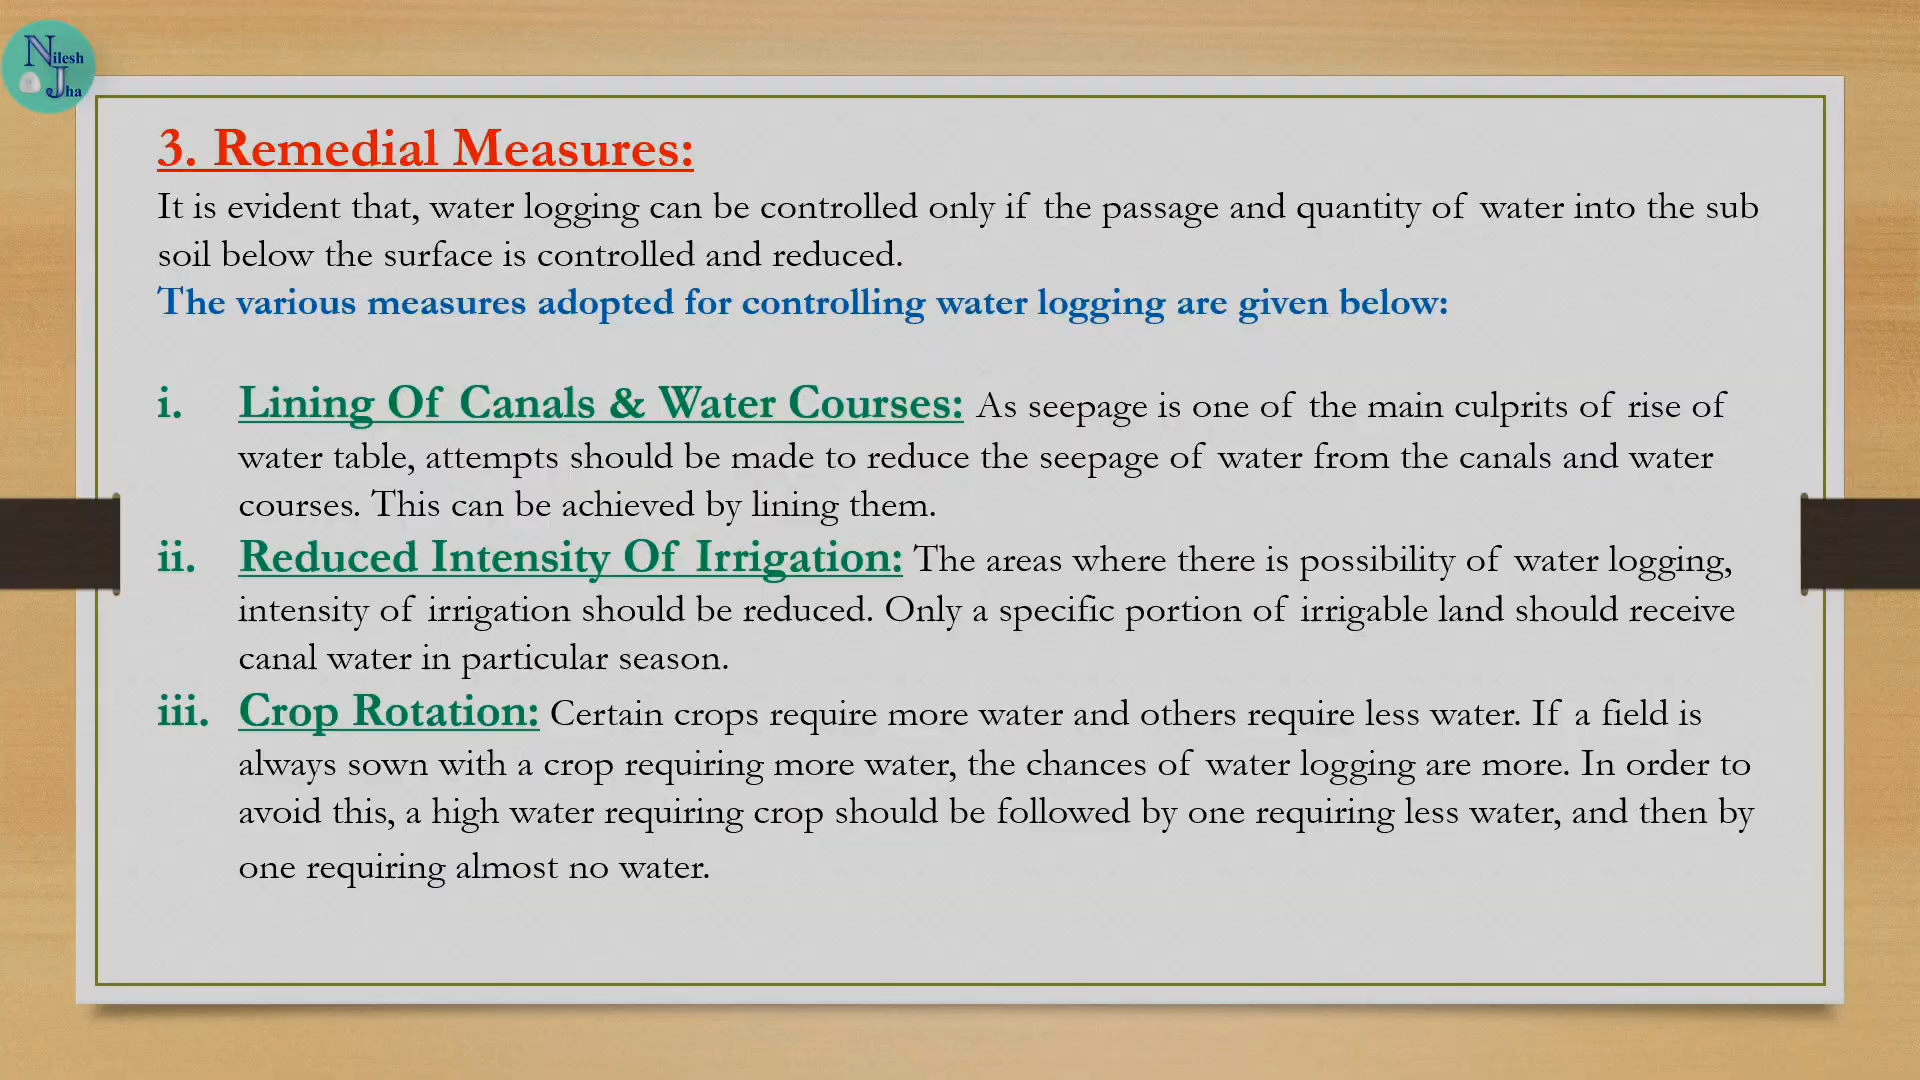 Nilesh
Jha
3. Remedial Measures:
It is evident that, water logging can be controlled only if the passage and quantity of water into the sub
soil below the surface is controlled and reduced.
The various measures adopted for controlling water logging are given below:
i. Lining Of Canals & Water Courses: As seepage is one of the main culprits of rise of
water table, attempts should be made to reduce the seepage of water from the canals and water
courses. This can be achieved by lining them.
ii. Reduced Intensity Of Irrigation: The areas where there is possibility of water logging,
intensity of irrigation should be reduced. Only a specific portion of irrigable land should receive
canal water in particular season.
iii. Crop Rotation: Certain crops require more water and others require less water. If a field is
always sown with a crop requiring more water, the chances of water logging are more. In order to
avoid this, a high water requiring crop should be followed by one requiring less water, and then by
one requiring almost no water.